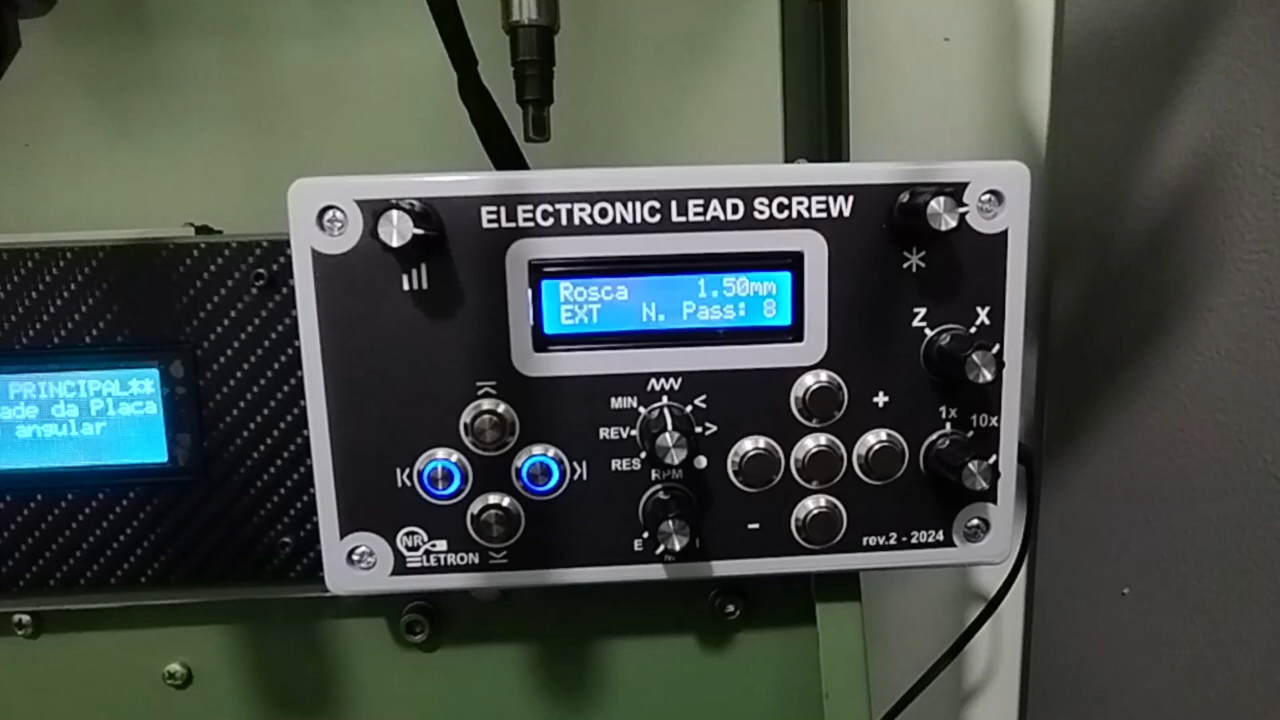 ELECTRONIC LEAD SCREW
Rosca 1.50mm
EXT N. Pass: 8
Z X
1x 10x
MIN
REV
RES
< 
>
RPM
E I
+
-
NR
ELETRON
rev.2 - 2024
PRINCIPAL**
ade da Placa
angular